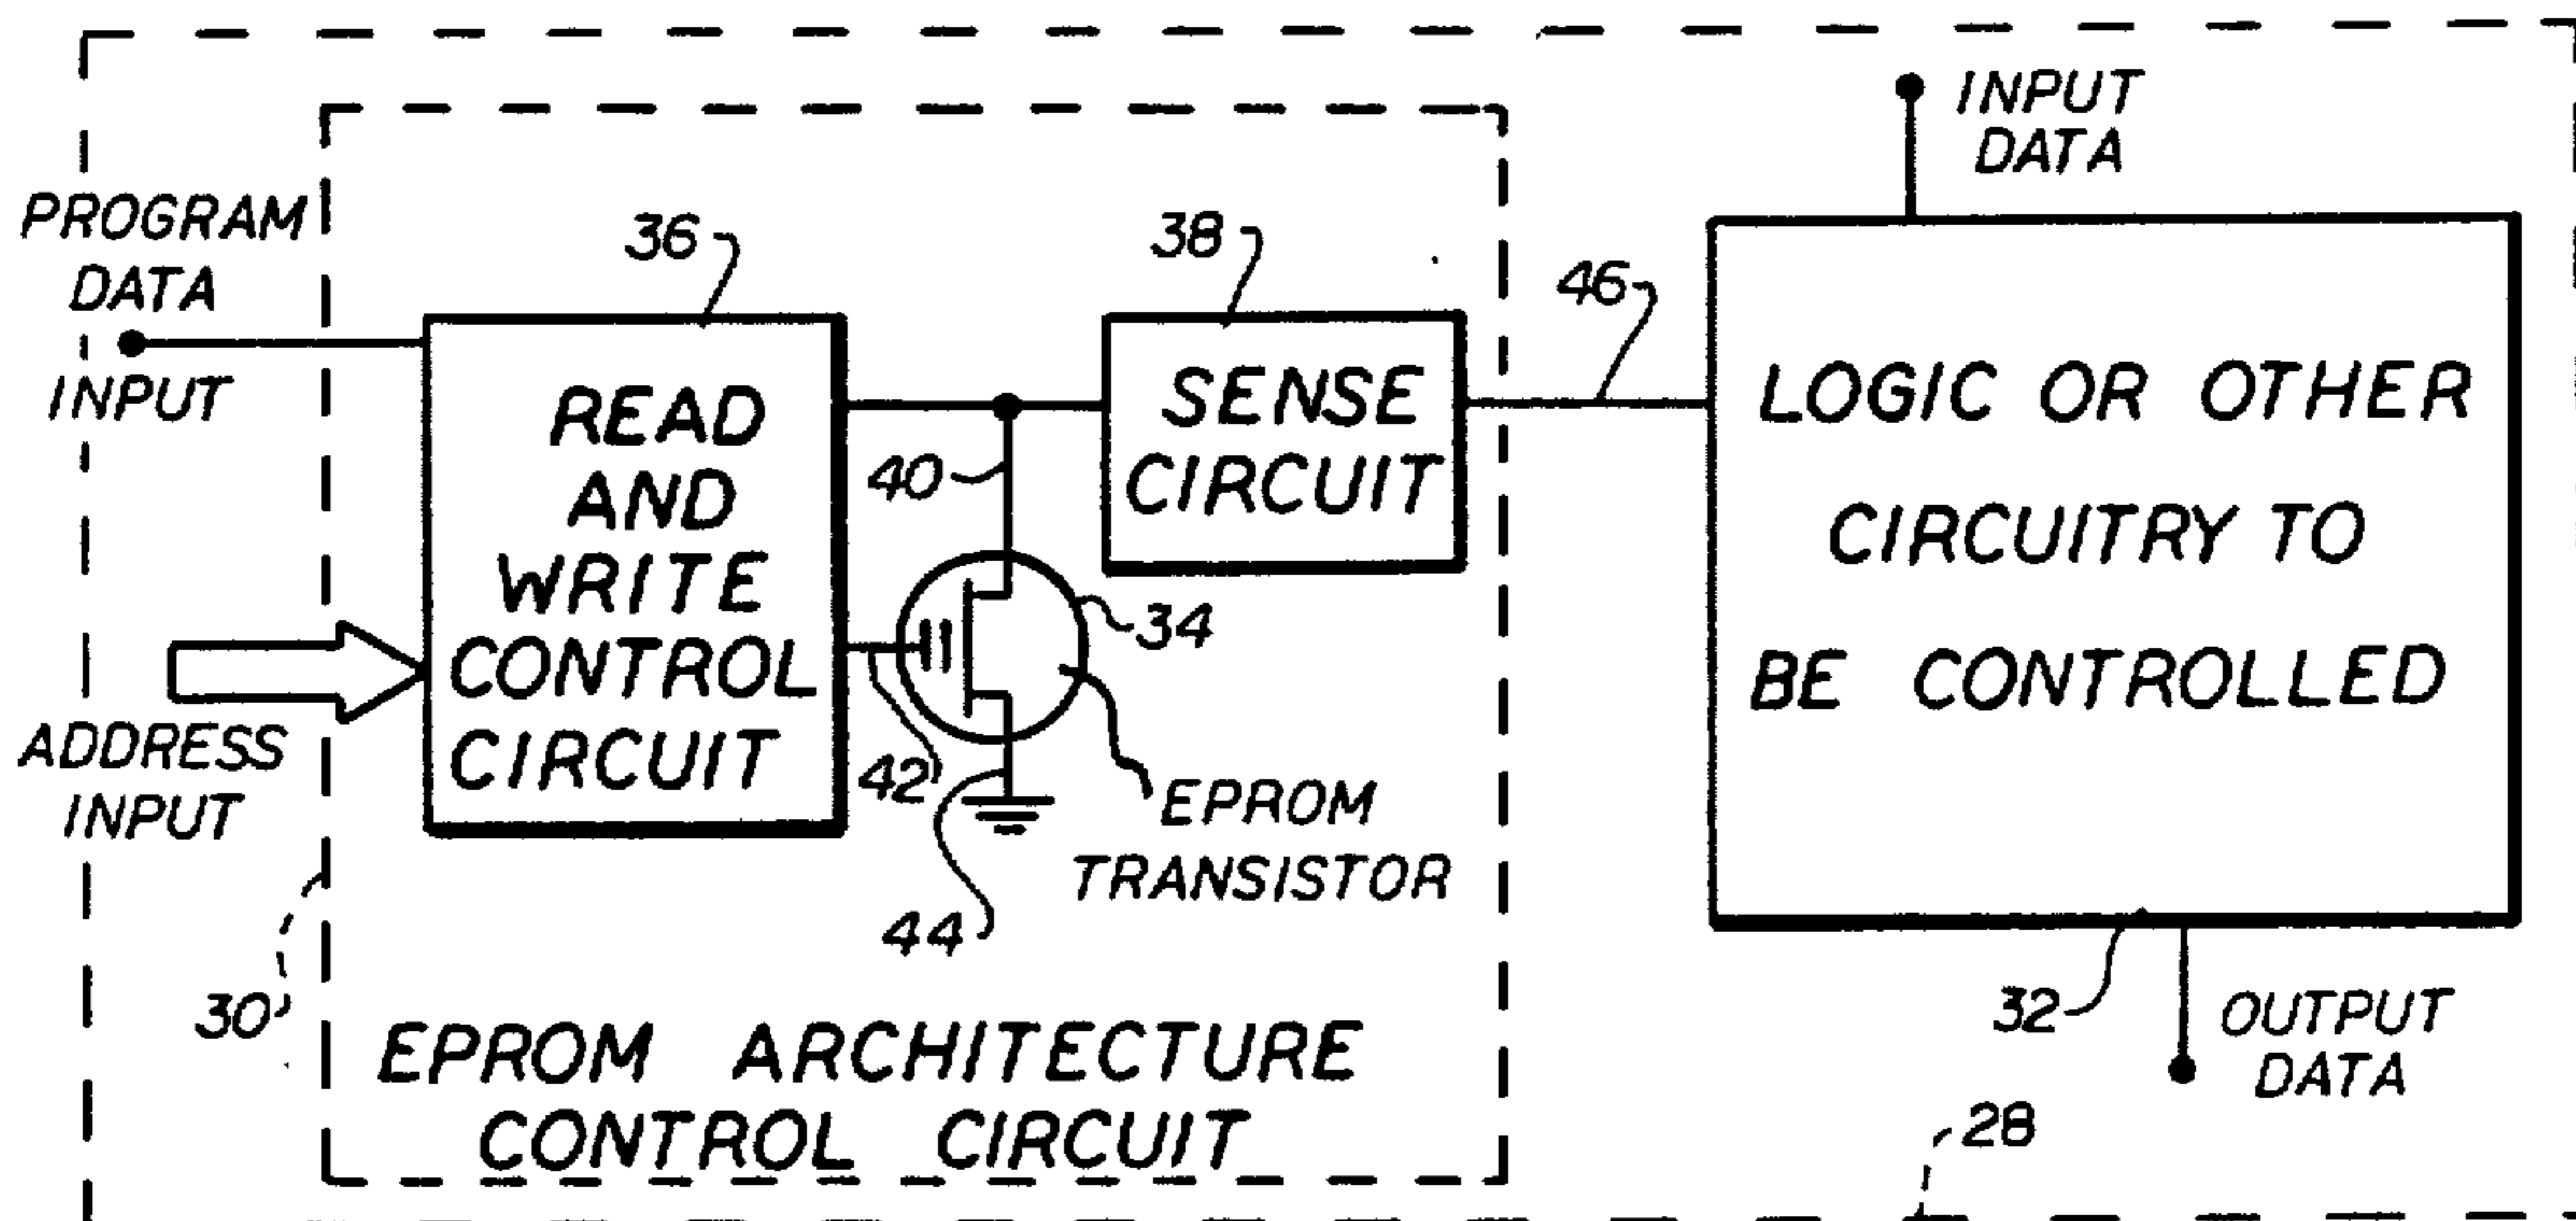 INPUT
DATA
PROGRAM
DATA
INPUT
36
38
46
READ
AND
WRITE
CONTROL
CIRCUIT
SENSE
CIRCUIT
LOGIC OR OTHER
CIRCUITRY TO
BE CONTROLLED
40
34
ADDRESS
INPUT
42
EPROM
TRANSISTOR
44
30
32
OUTPUT
DATA
EPROM ARCHITECTURE
CONTROL CIRCUIT
28